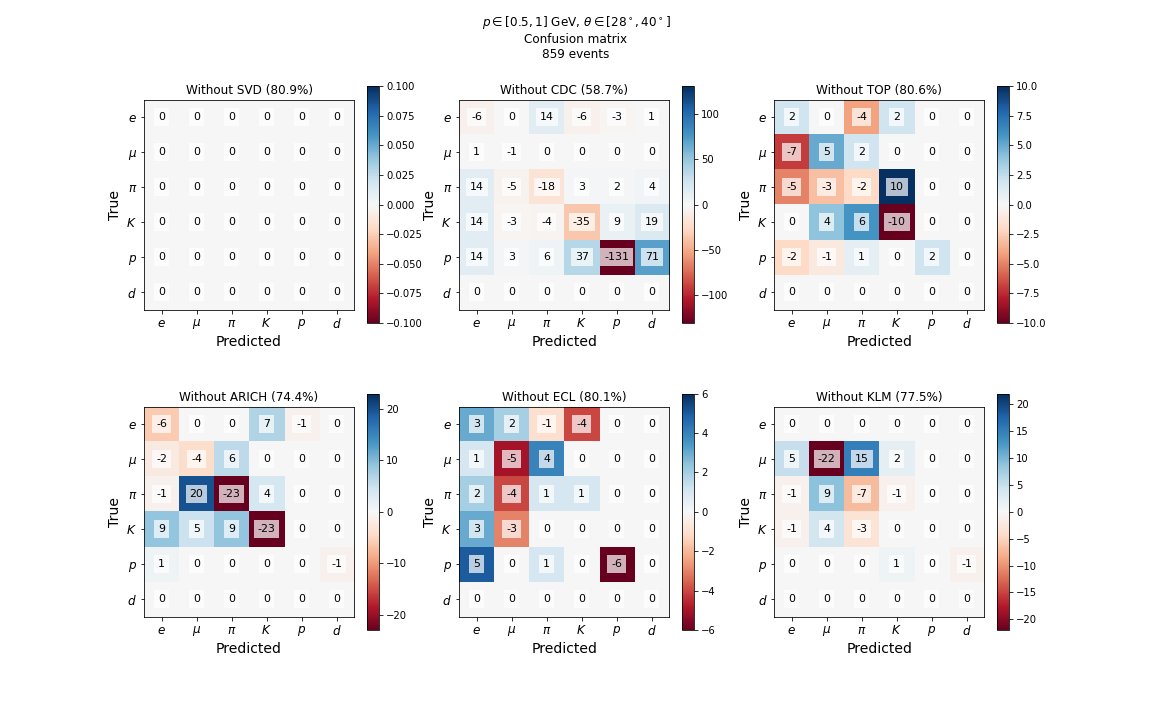 p ∈ [0.5, 1] GeV, θ ∈ [28°, 40°]
Confusion matrix
859 events
Without SVD (80.9%)
True
e 0 0 0 0 0 0
μ 0 0 0 0 0 0
π 0 0 0 0 0 0
K 0 0 0 0 0 0
p 0 0 0 0 0 0
d 0 0 0 0 0 0
e μ π K p d
Predicted
0.100
0.075
0.050
0.025
0.000
−0.025
−0.050
−0.075
−0.100
Without CDC (58.7%)
True
e -6 0 14 -6 -3 1
μ 1 -1 0 0 0 0
π 14 -5 -18 3 2 4
K 14 -3 -4 -35 9 19
p 14 3 6 37 -131 71
d 0 0 0 0 0 0
e μ π K p d
Predicted
100
50
0
−50
−100
Without TOP (80.6%)
True
e 2 0 -4 2 0 0
μ -7 5 2 0 0 0
π -5 -3 -2 10 0 0
K 0 4 6 -10 0 0
p -2 -1 1 0 2 0
d 0 0 0 0 0 0
e μ π K p d
Predicted
10.0
7.5
5.0
2.5
0.0
−2.5
−5.0
−7.5
−10.0
Without ARICH (74.4%)
True
e -6 0 0 7 -1 0
μ -2 -4 6 0 0 0
π -1 20 -23 4 0 0
K 9 5 9 -23 0 0
p 1 0 0 0 0 -1
d 0 0 0 0 0 0
e μ π K p d
Predicted
20
10
0
−10
−20
Without ECL (80.1%)
True
e 3 2 -1 -4 0 0
μ 1 -5 4 0 0 0
π 2 -4 1 1 0 0
K 3 -3 0 0 0 0
p 5 0 1 0 -6 0
d 0 0 0 0 0 0
e μ π K p d
Predicted
6
4
2
0
−2
−4
−6
Without KLM (77.5%)
True
e 0 0 0 0 0 0
μ 5 -22 15 2 0 0
π -1 9 -7 -1 0 0
K -1 4 -3 0 0 0
p 0 0 0 1 0 -1
d 0 0 0 0 0 0
e μ π K p d
Predicted
20
15
10
5
0
−5
−10
−15
−20